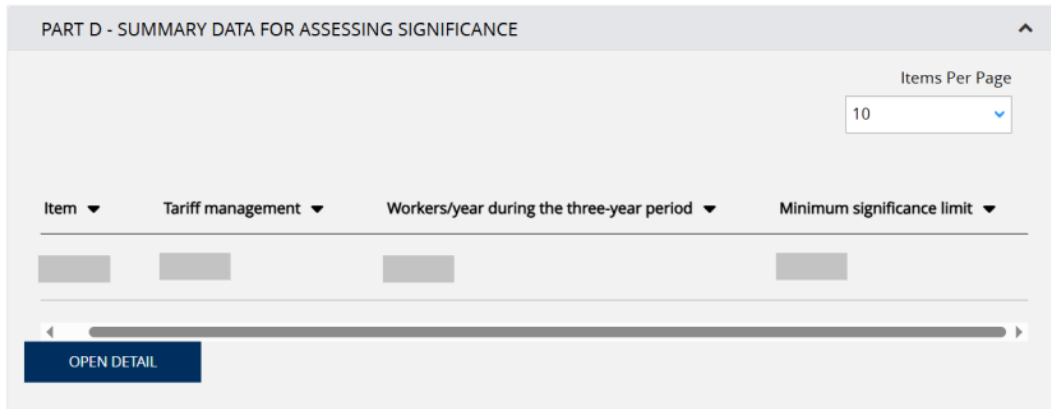 PART D - SUMMARY DATA FOR ASSESSING SIGNIFICANCE
Items Per Page
10
Item Tariff management Workers/year during the three-year period Minimum significance limit
OPEN DETAIL